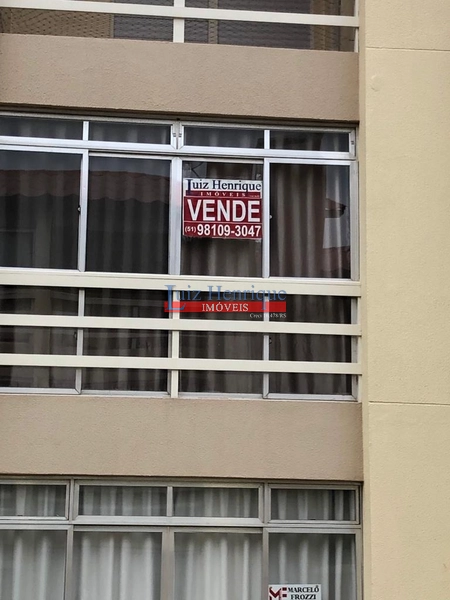 Luiz Henrique
IMÓVEIS
VENDE
(51) 98109-3047
Luiz Henrique
IMÓVEIS
MARCELO
FROZZI